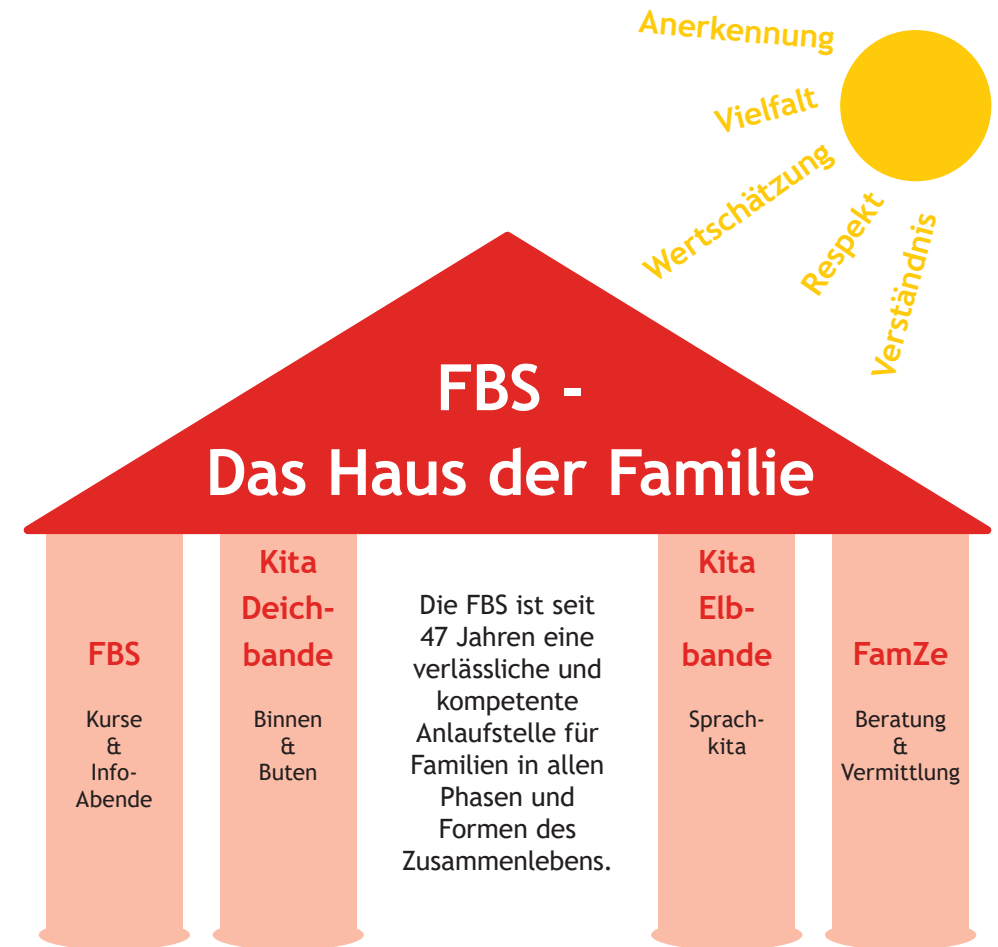 Anerkennung
Vielfalt
Wertschätzung
Respekt
Verständnis
FBS -
Das Haus der Familie
FBS
Kurse
&
Info-
Abende
Kita
Deich-
bande
Binnen
&
Buten
Die FBS ist seit
47 Jahren eine
verlässliche und
kompetente
Anlaufstelle für
Familien in allen
Phasen und
Formen des
Zusammenlebens.
Kita
Elb-
bande
Sprach-
kita
FamZe
Beratung
&
Vermittlung